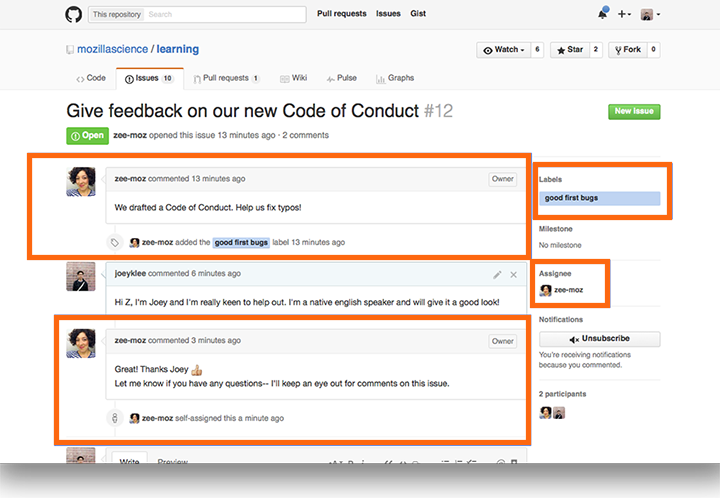 This repository Search
Pull requests Issues Gist
mozillascience / learning
Watch 6 Star 2 Fork 0
Code Issues 10 Pull requests 1 Wiki Pulse Graphs
Give feedback on our new Code of Conduct #12
New issue
Open zee-moz opened this issue 13 minutes ago · 2 comments
zee-moz commented 13 minutes ago Owner
We drafted a Code of Conduct. Help us fix typos!
zee-moz added the good first bugs label 13 minutes ago
joeyklee commented 6 minutes ago
Hi Z, I'm Joey and I'm really keen to help out. I'm a native english speaker and will give it a good look!
zee-moz commented 3 minutes ago Owner
Great! Thanks Joey
Let me know if you have any questions-- I'll keep an eye out for comments on this issue.
zee-moz self-assigned this a minute ago
Write Preview
Labels
good first bugs
Milestone
No milestone
Assignee
zee-moz
Notifications
Unsubscribe
You're receiving notifications
because you commented.
2 participants